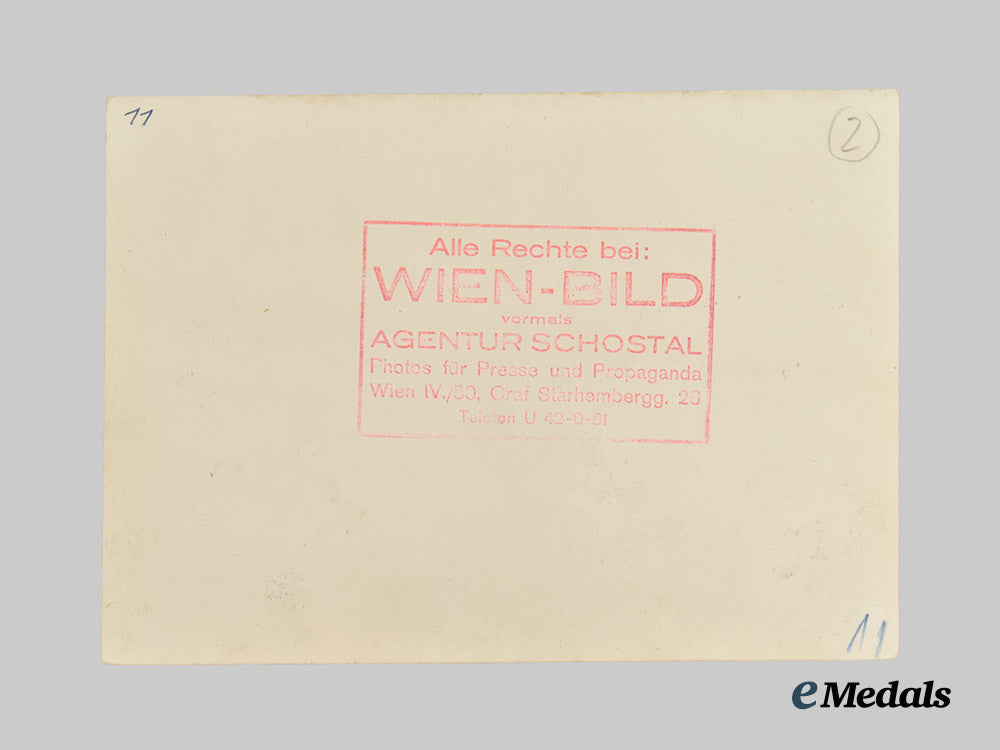 11
2
Alle Rechte bei:
WIEN-BILD
vormals
AGENTUR SCHOSTAL
Photos für Presse und Propaganda
Wien IV./50, Graf Starhembergg. 26
Telefon U 42-0-61
11
eMedals